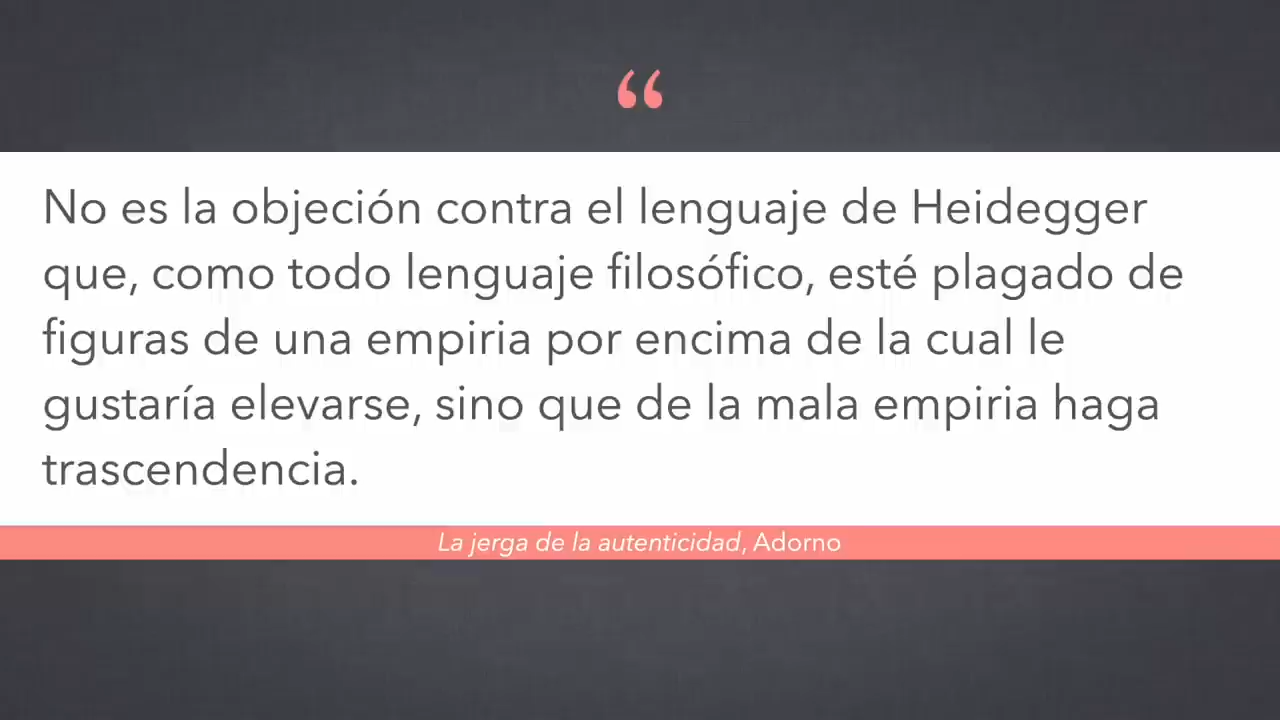 “
No es la objeción contra el lenguaje de Heidegger
que, como todo lenguaje filosófico, esté plagado de
figuras de una empiria por encima de la cual le
gustaría elevarse, sino que de la mala empiria haga
trascendencia.
La jerga de la autenticidad, Adorno